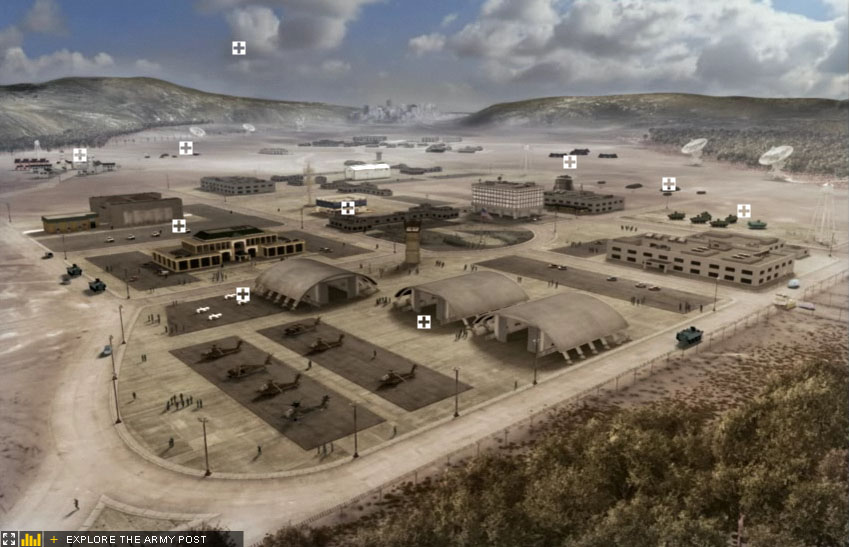 + EXPLORE THE ARMY POST